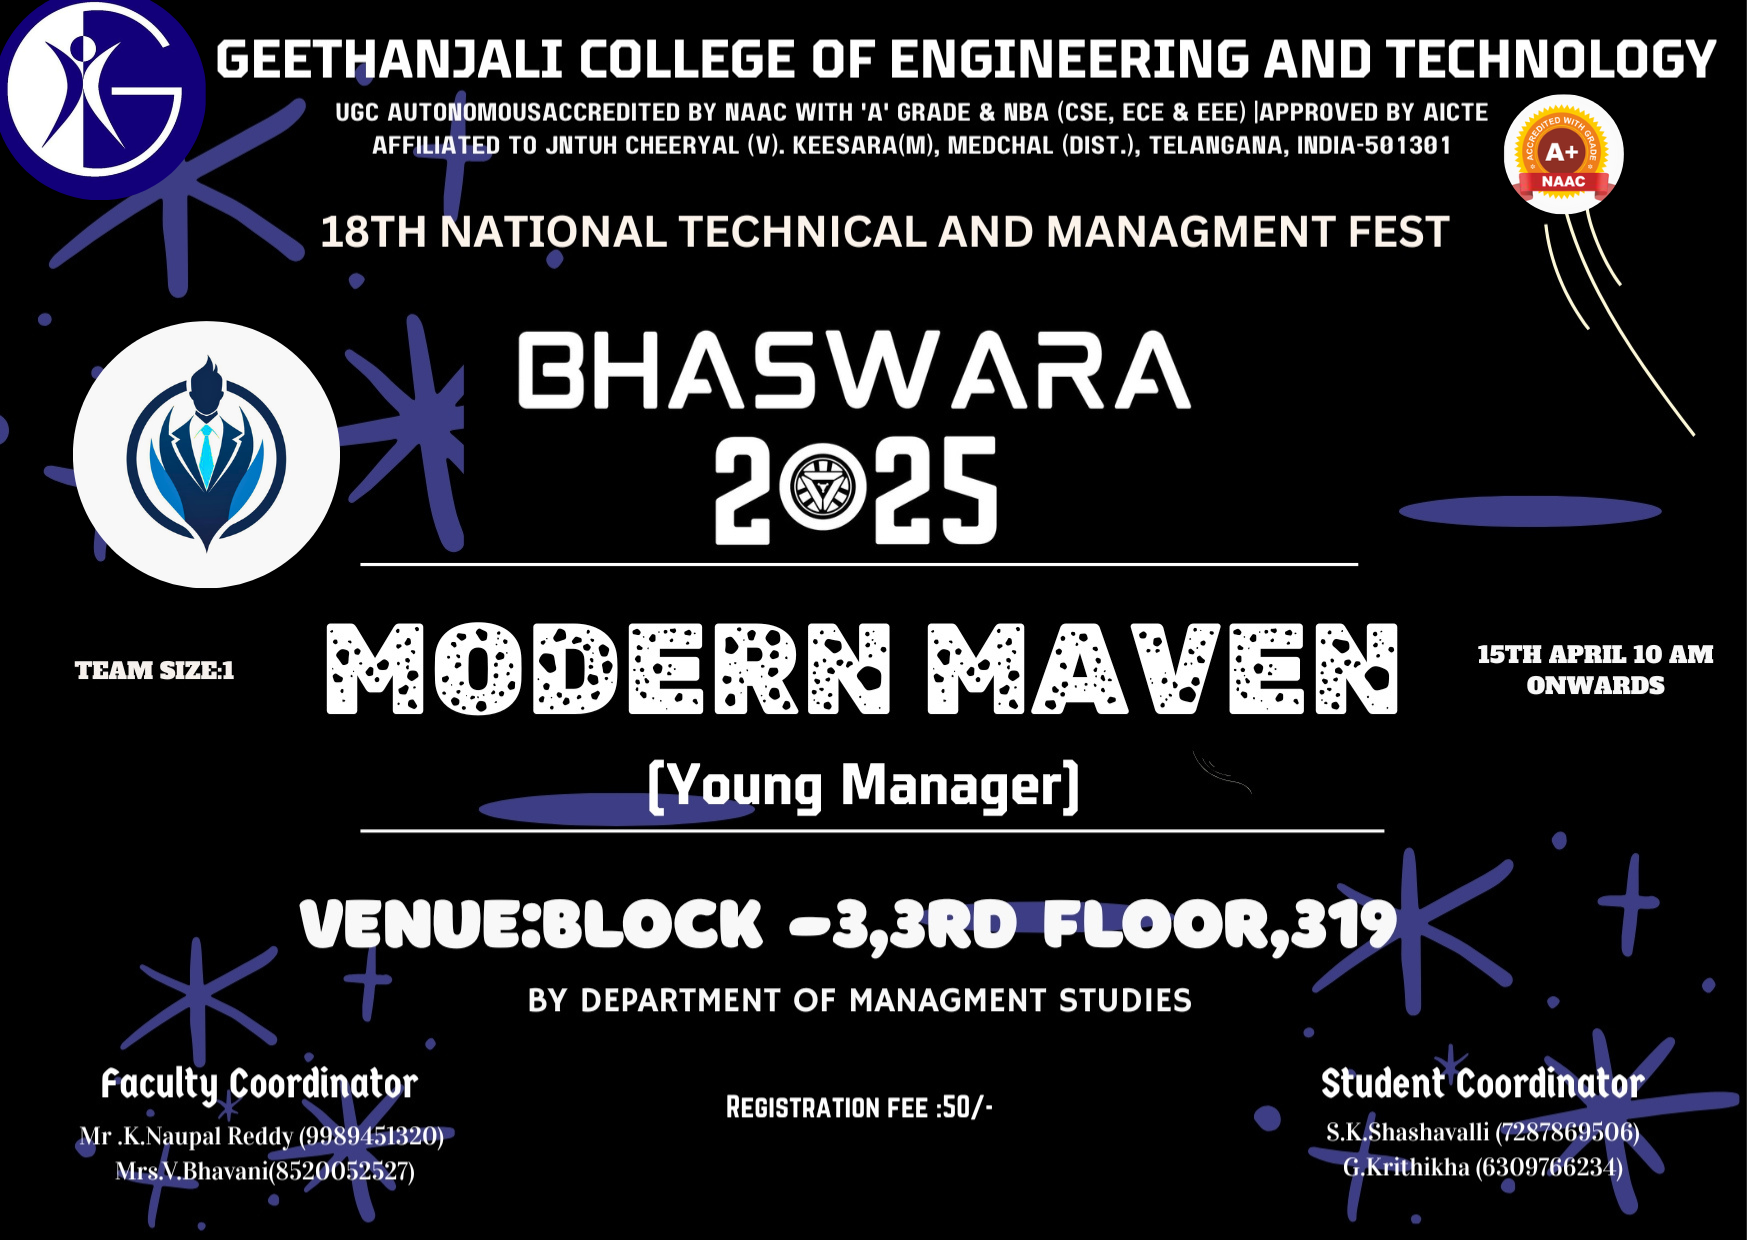 GEETHANJALI COLLEGE OF ENGINEERING AND TECHNOLOGY
UGC AUTONOMOUSACCREDITED BY NAAC WITH 'A' GRADE & NBA (CSE, ECE & EEE) |APPROVED BY AICTE
AFFILIATED TO JNTUH CHEERYAL (V). KEESARA(M), MEDCHAL (DIST.), TELANGANA, INDIA-501301
ACCREDITED WITH GRADE
A+
NAAC
18TH NATIONAL TECHNICAL AND MANAGMENT FEST
BHASWARA
2025
MODERN MAVEN
TEAM SIZE:1
15TH APRIL 10 AM
ONWARDS
[Young Manager]
VENUE:BLOCK -3,3RD FLOOR,319
BY DEPARTMENT OF MANAGMENT STUDIES
Faculty Coordinator
Mr .K.Naupal Reddy (9989451320)
Mrs.V.Bhavani(8520052527)
REGISTRATION FEE :50/-
Student Coordinator
S.K.Shashavalli (7287869506)
G.Krithikha (6309766234)